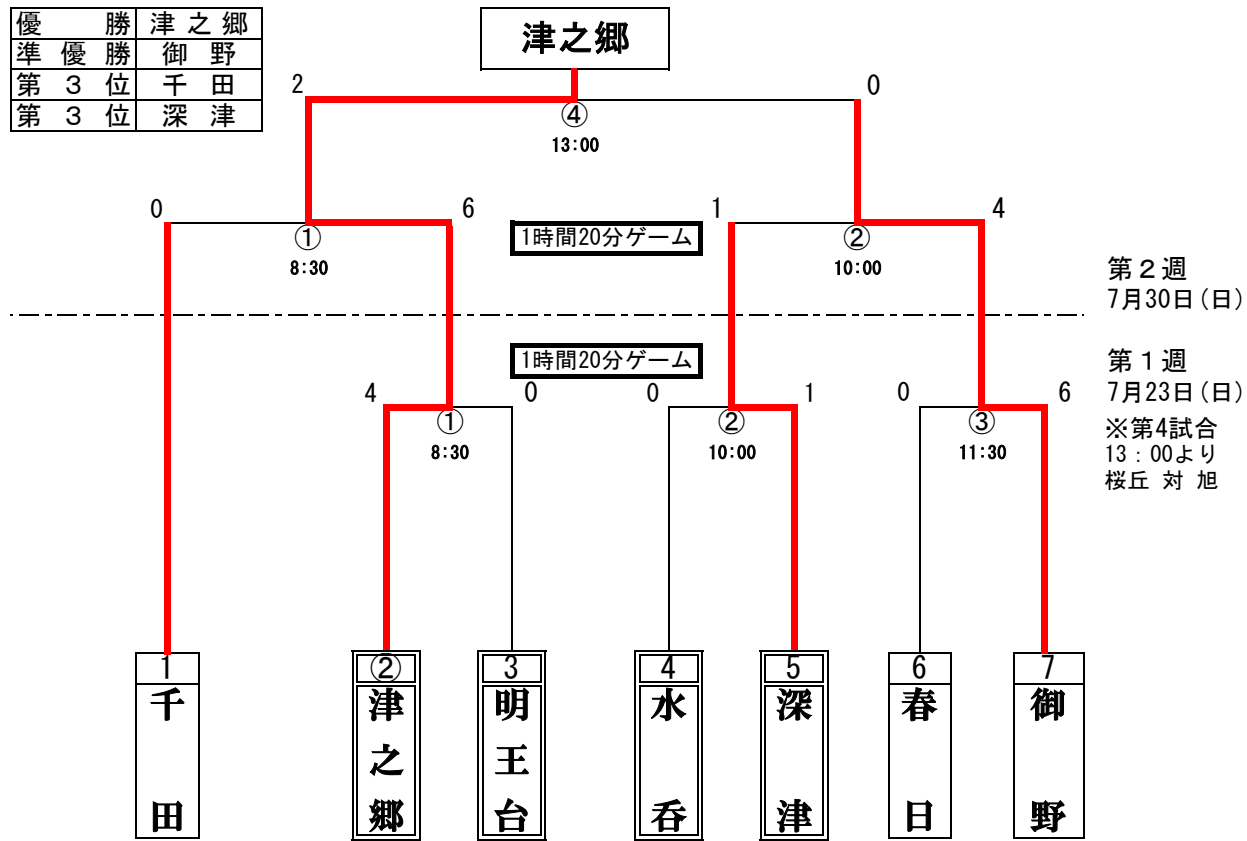 優勝 津之郷
準優勝 御野
第３位 千田
第３位 深津
津之郷
2 0
④
13:00
0 6 1 4
① ②
8:30 10:00
1時間20分ゲーム
第２週
7月30日(日)
1時間20分ゲーム
第１週
7月23日(日)
4 0 0 1 0 6
① ② ③
8:30 10:00 11:30
※第4試合
13：00より
桜丘 対 旭
1 ② 3 4 5 6 7
千田 津之郷 明王台 水呑 深津 春日 御野